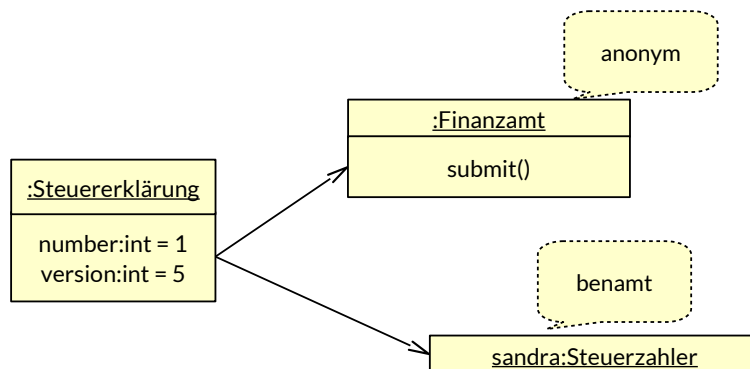 anonym
:Finanzamt
submit()
:Steuererklärung
number:int = 1
version:int = 5
benamt
sandra:Steuerzahler